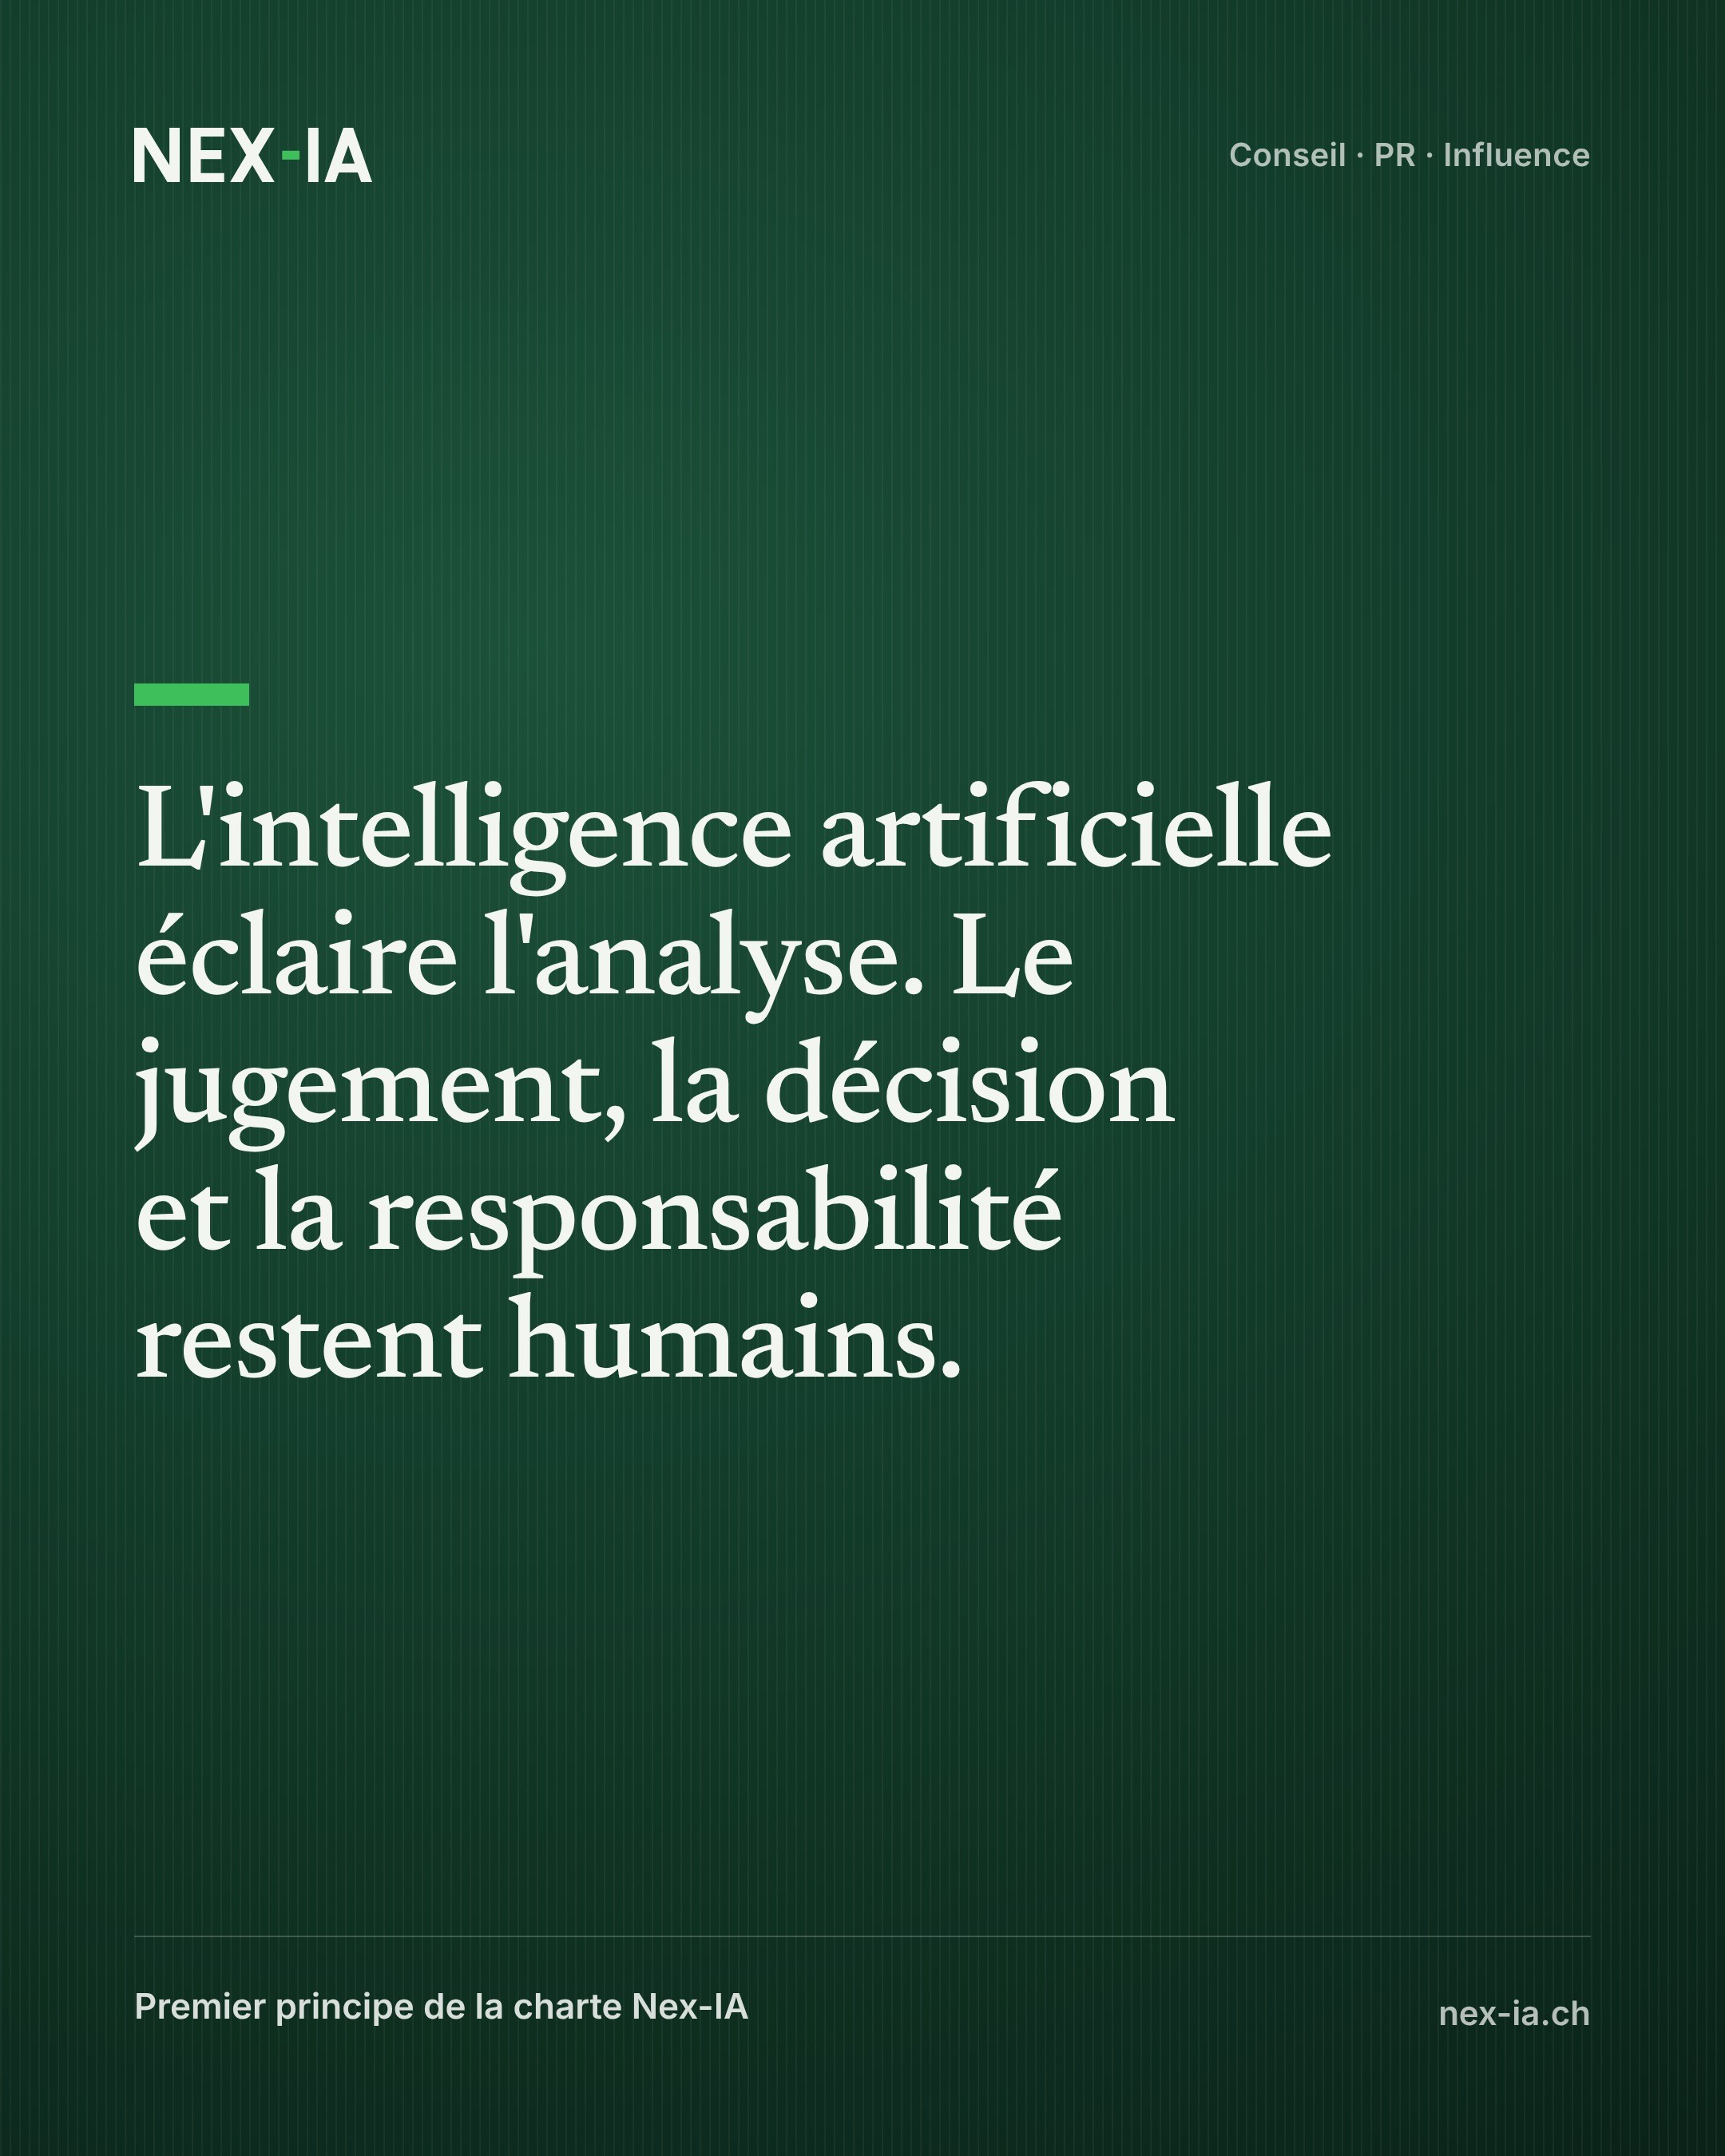 NEX-IA
Conseil · PR · Influence
L'intelligence artificielle
éclaire l'analyse. Le
jugement, la décision
et la responsabilité
restent humains.
Premier principe de la charte Nex-IA
nex-ia.ch